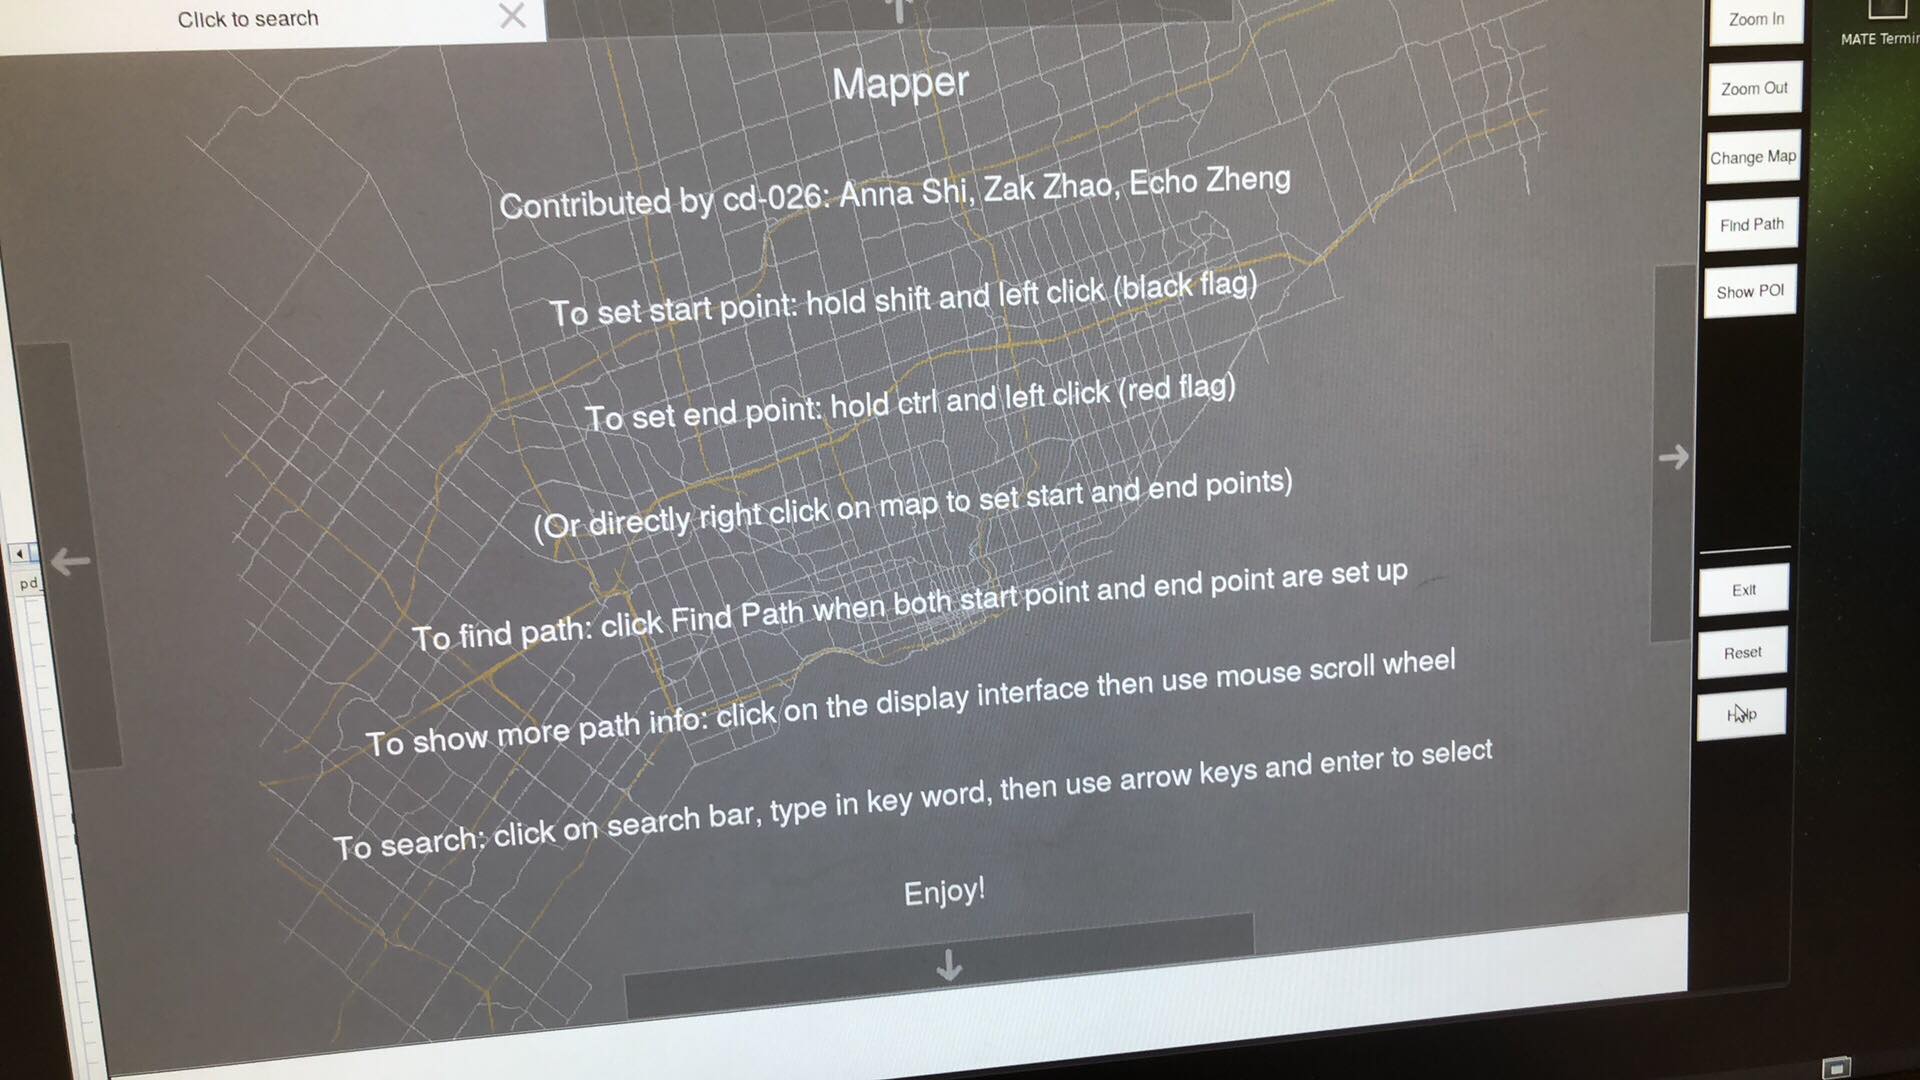 Click to search
Zoom In
MATE Termin
Mapper
Zoom Out
Change Map
Contributed by cd-026: Anna Shi, Zak Zhao, Echo Zheng
Find Path
To set start point: hold shift and left click (black flag)
Show POI
To set end point: hold ctrl and left click (red flag)
(Or directly right click on map to set start and end points)
pd
To find path: click Find Path when both start point and end point are set up
Exit
To show more path info: click on the display interface then use mouse scroll wheel
Reset
Help
To search: click on search bar, type in key word, then use arrow keys and enter to select
Enjoy!